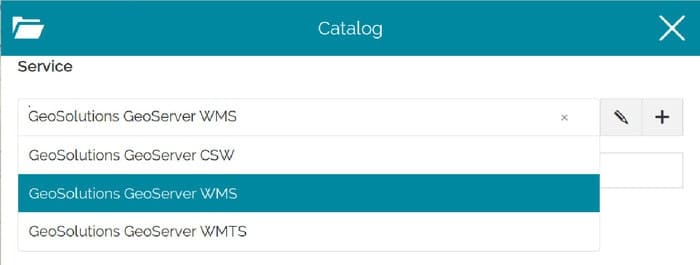 Catalog
Service
GeoSolutions GeoServer WMS ×
GeoSolutions GeoServer CSW
GeoSolutions GeoServer WMS
GeoSolutions GeoServer WMTS